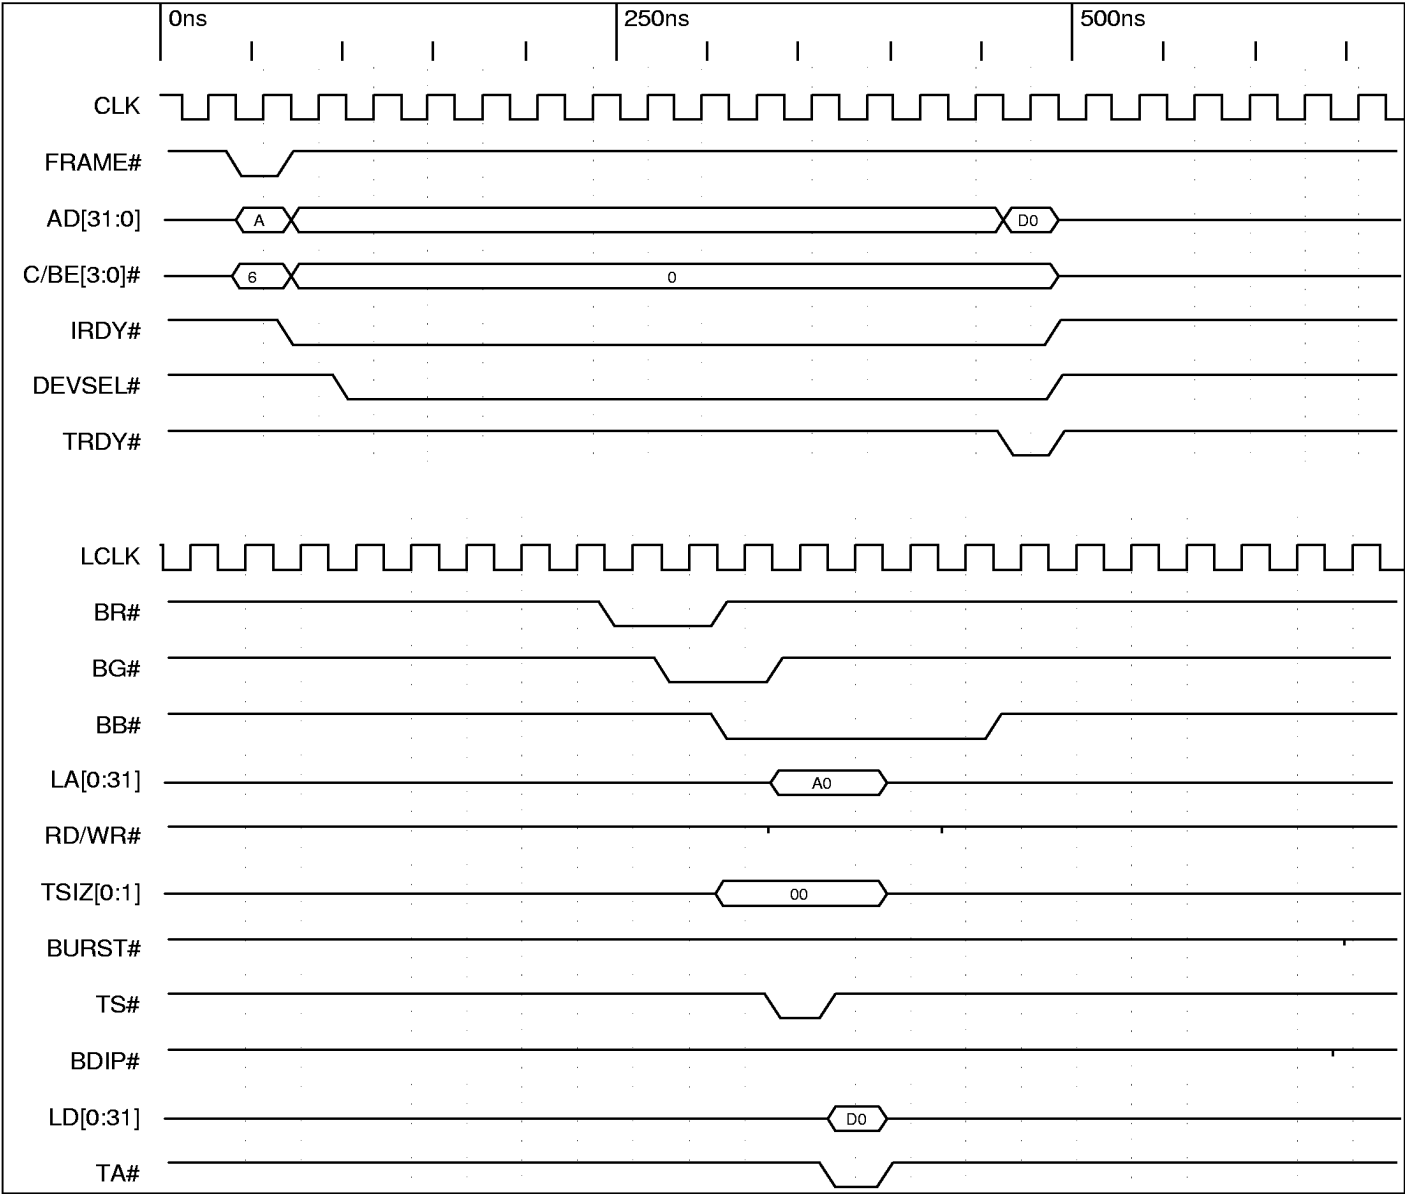 0ns 250ns 500ns
CLK
FRAME#
AD[31:0] A D0
C/BE[3:0]# 6 0
IRDY#
DEVSEL#
TRDY#
LCLK
BR#
BG#
BB#
LA[0:31] A0
RD/WR#
TSIZ[0:1] 00
BURST#
TS#
BDIP#
LD[0:31] D0
TA#